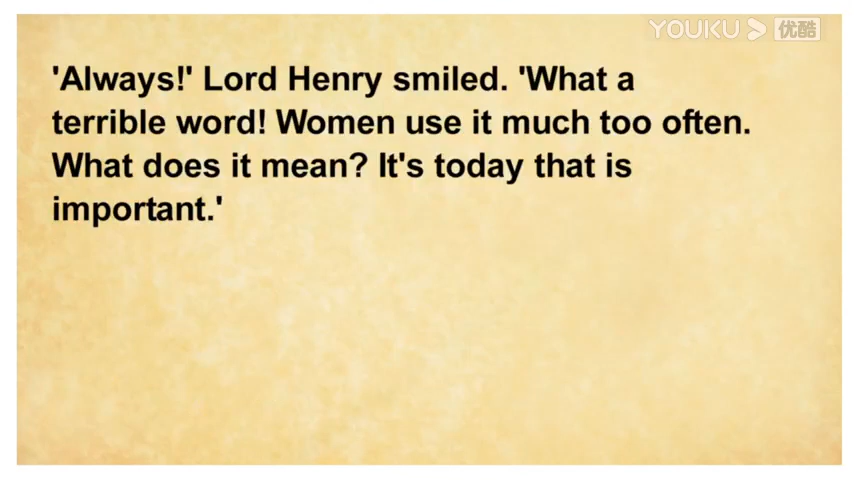 YOUKU 优酷
'Always!' Lord Henry smiled. 'What a
terrible word! Women use it much too often.
What does it mean? It's today that is
important.'